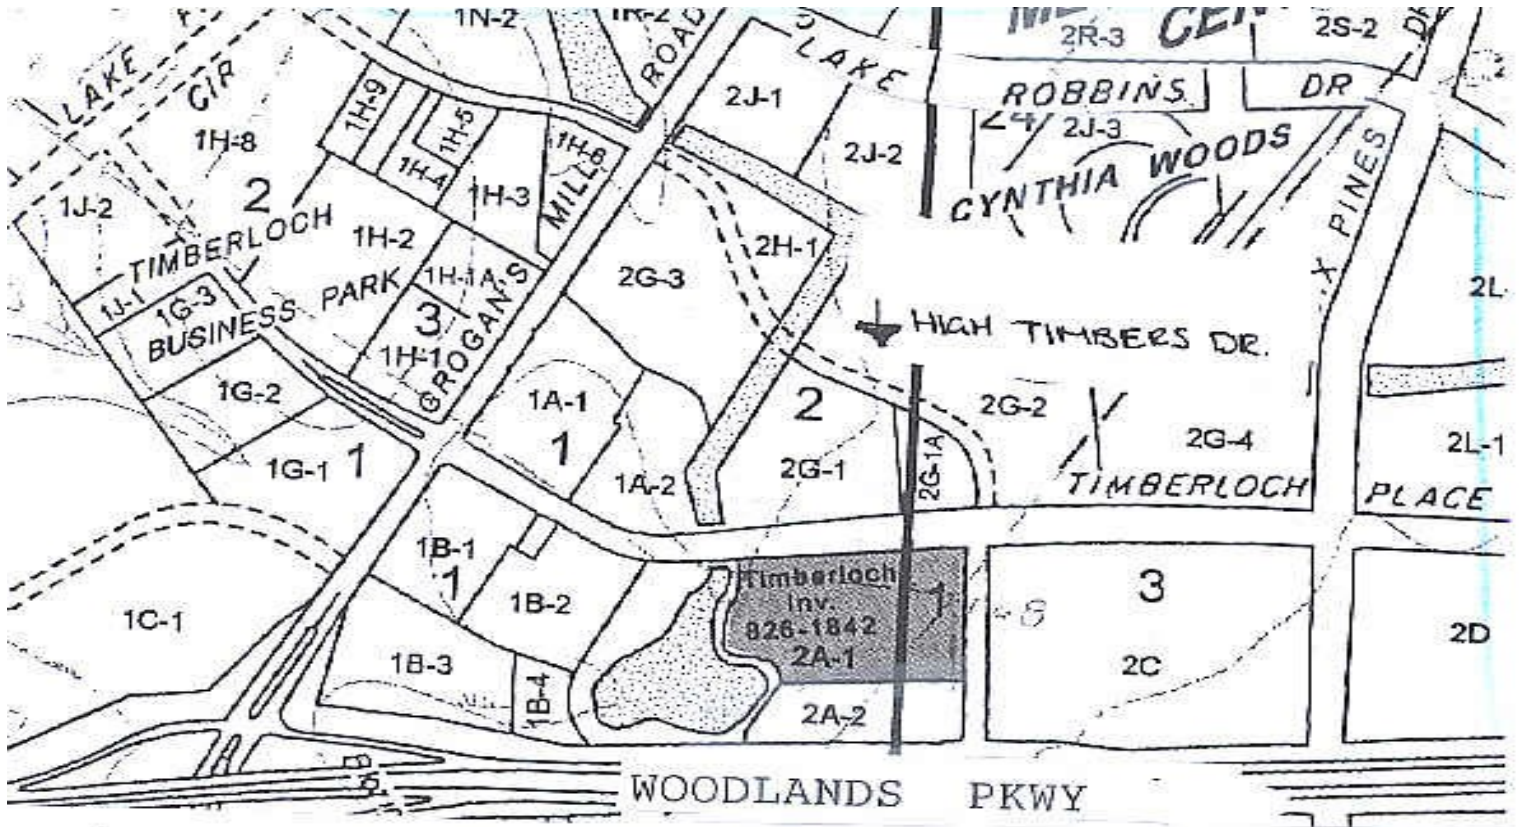 1N-2
1R-2
ROAD
LAKE
2R-3
2S-2
DR
LAKE
CIR
1H-9
1H-5
2J-1
ROBBINS
DR
1H-8
1H-4
1H-6
2J-2
2J-3
CYNTHIA WOODS
PINES
1J-2
2
1H-3
MILL
TIMBERLOCH
1H-2
2H-1
1J-1
1G-3
BUSINESS PARK
1H-1A
GROGAN'S
2G-3
2L
3
1H-1
HIGH TIMBERS DR.
1G-2
1A-1
2
2G-2
2G-4
2L-1
1G-1
1
1
1A-2
2G-1
2G-1A
TIMBERLOCH
PLACE
1B-1
1
1B-2
Timberloch
Inv.
826-1842
2A-1
1
3
1C-1
2D
1B-3
1B-4
2C
2A-2
WOODLANDS PKWY